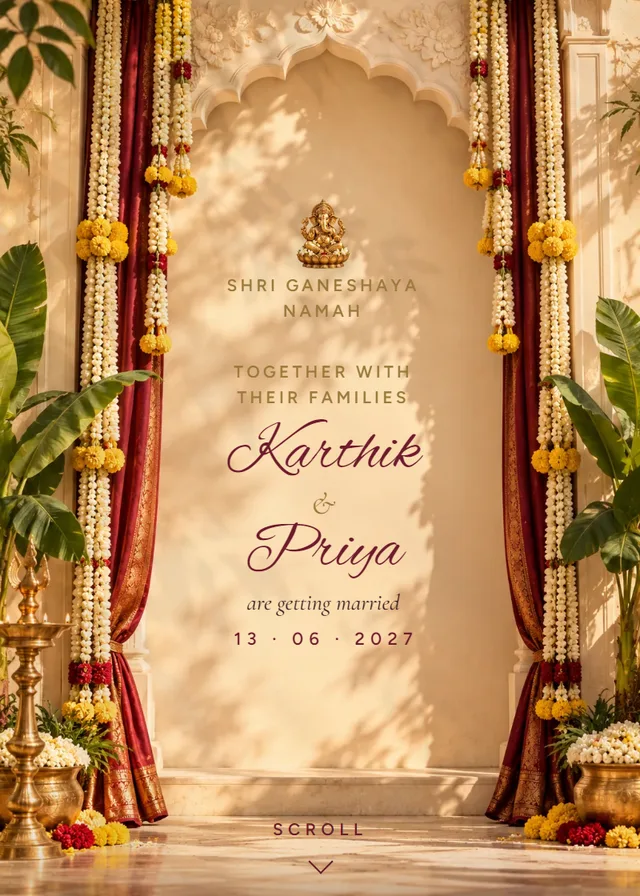 SHRI GANESHAYA
NAMAH
TOGETHER WITH
THEIR FAMILIES
Karthik
&
Priya
are getting married
13 · 06 · 2027
SCROLL